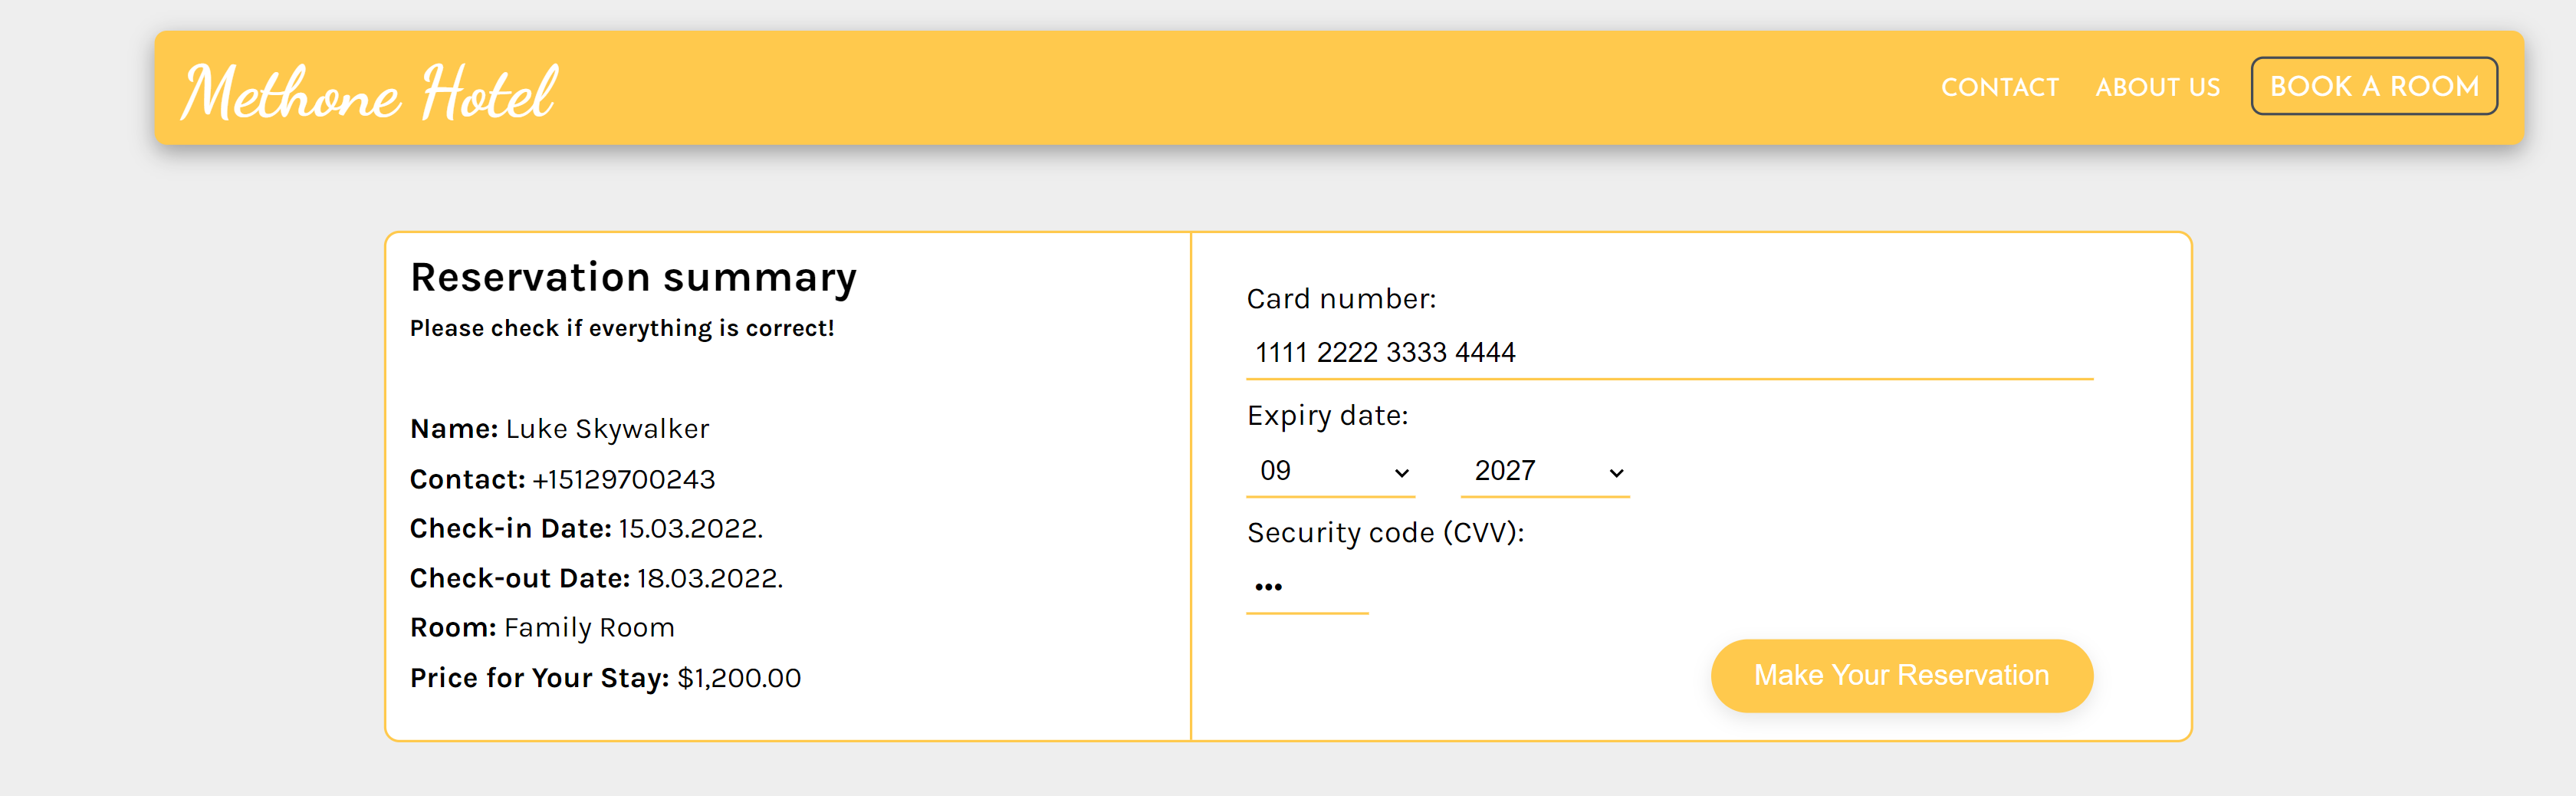 Methone Hotel
CONTACT
ABOUT US
BOOK A ROOM
Reservation summary
Please check if everything is correct!
Name: Luke Skywalker
Contact: +15129700243
Check-in Date: 15.03.2022.
Check-out Date: 18.03.2022.
Room: Family Room
Price for Your Stay: $1,200.00
Card number:
1111 2222 3333 4444
Expiry date:
09
2027
Security code (CVV):
•••
Make Your Reservation